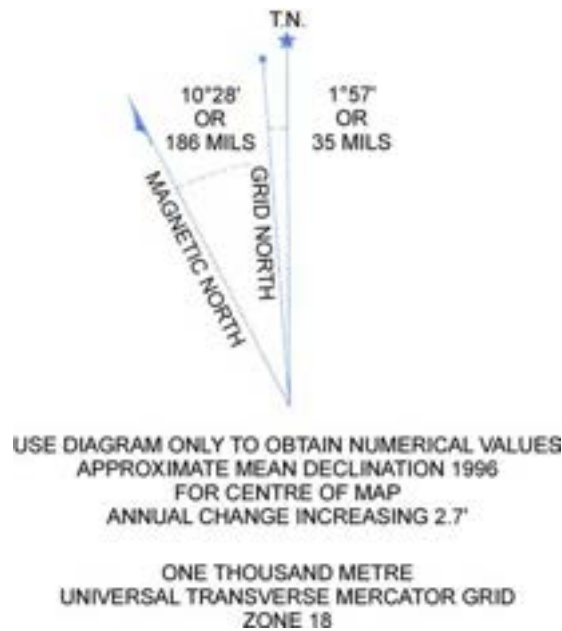 T.N.
10°28'
OR
186 MILS
1°57'
OR
35 MILS
MAGNETIC NORTH
GRID NORTH
USE DIAGRAM ONLY TO OBTAIN NUMERICAL VALUES
APPROXIMATE MEAN DECLINATION 1996
FOR CENTRE OF MAP
ANNUAL CHANGE INCREASING 2.7'
ONE THOUSAND METRE
UNIVERSAL TRANSVERSE MERCATOR GRID
ZONE 18